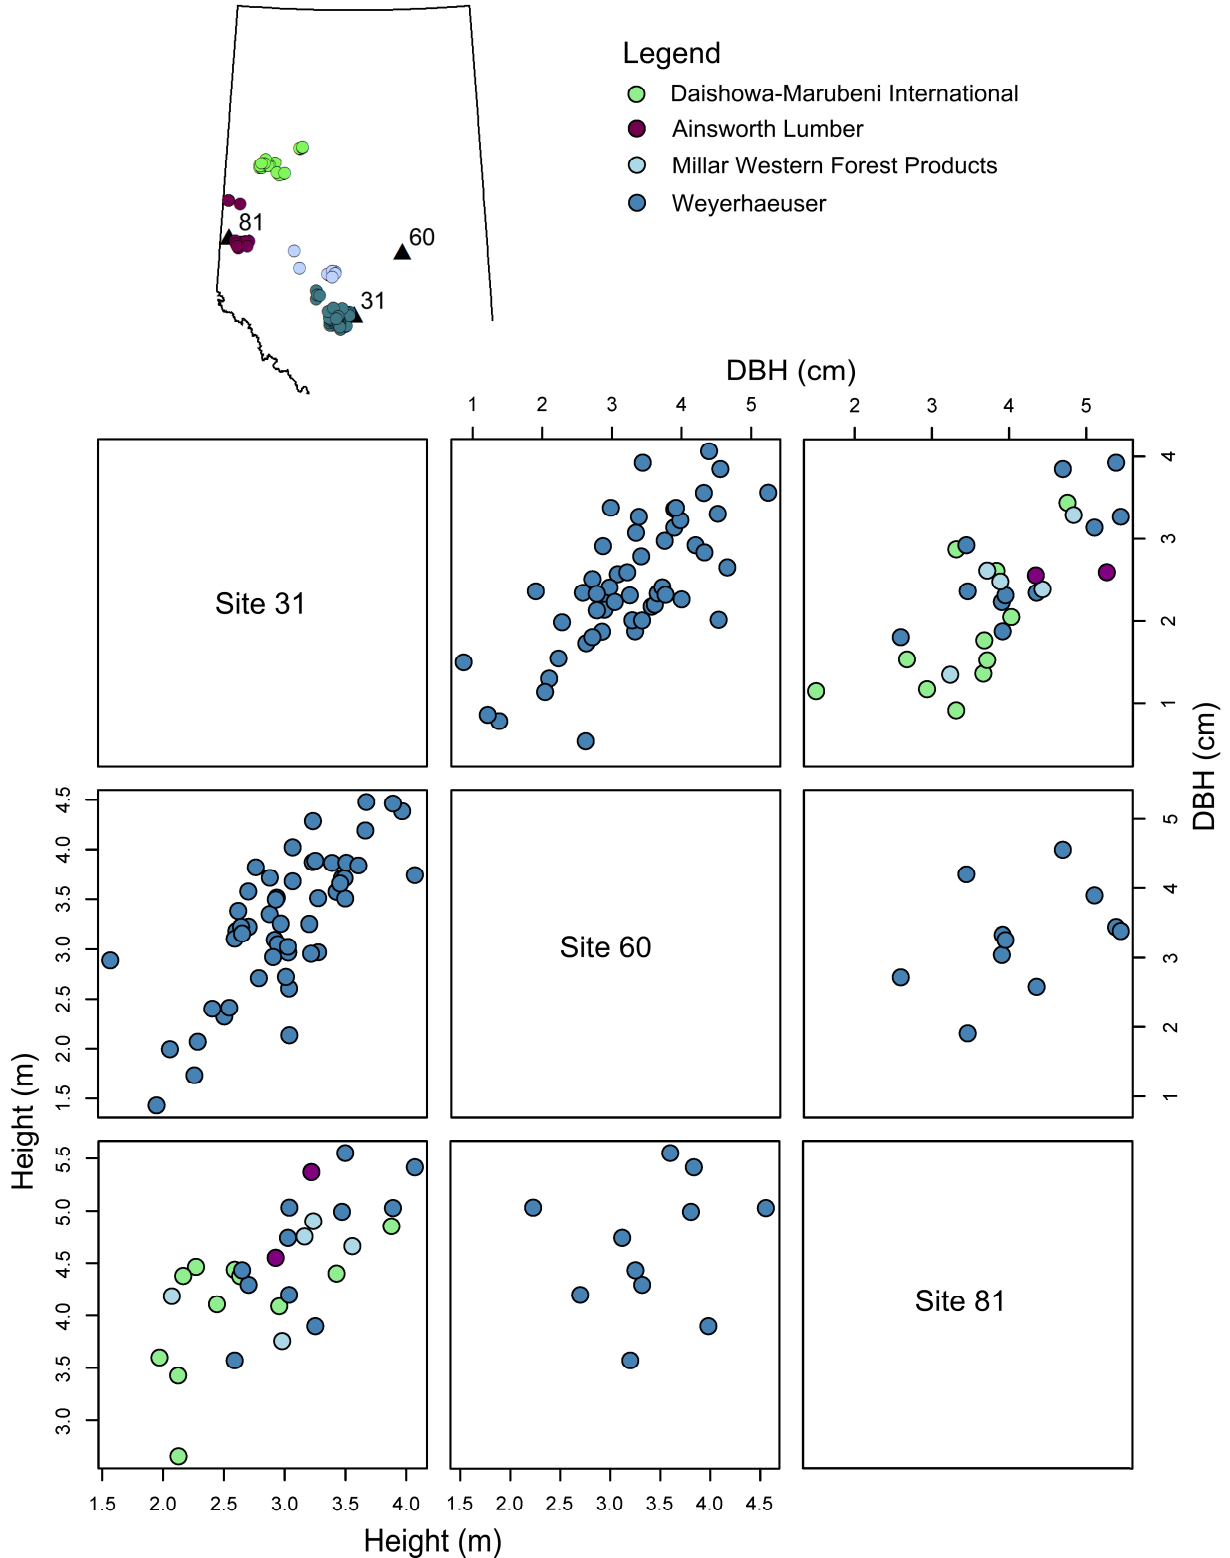 Legend
Daishowa-Marubeni International
Ainsworth Lumber
Millar Western Forest Products
Weyerhaeuser
81
60
31
DBH (cm)
1 2 3 4 5
2 3 4 5
Site 31
4
3
2
1
DBH (cm)
4.5
4.0
3.5
3.0
2.5
2.0
1.5
Site 60
5
4
3
2
1
Height (m)
5.5
5.0
4.5
4.0
3.5
3.0
Site 81
1.5 2.0 2.5 3.0 3.5 4.0
1.5 2.0 2.5 3.0 3.5 4.0 4.5
Height (m)